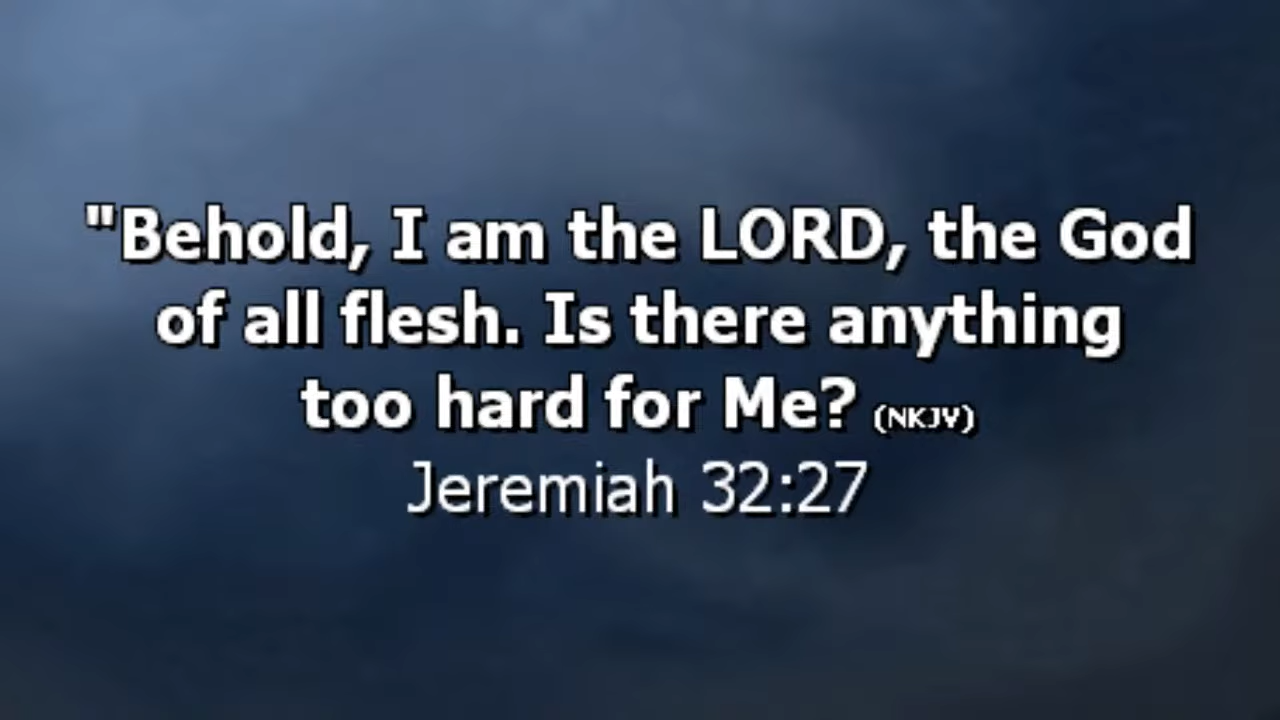 "Behold, I am the LORD, the God
of all flesh. Is there anything
too hard for Me? (NKJV)
Jeremiah 32:27